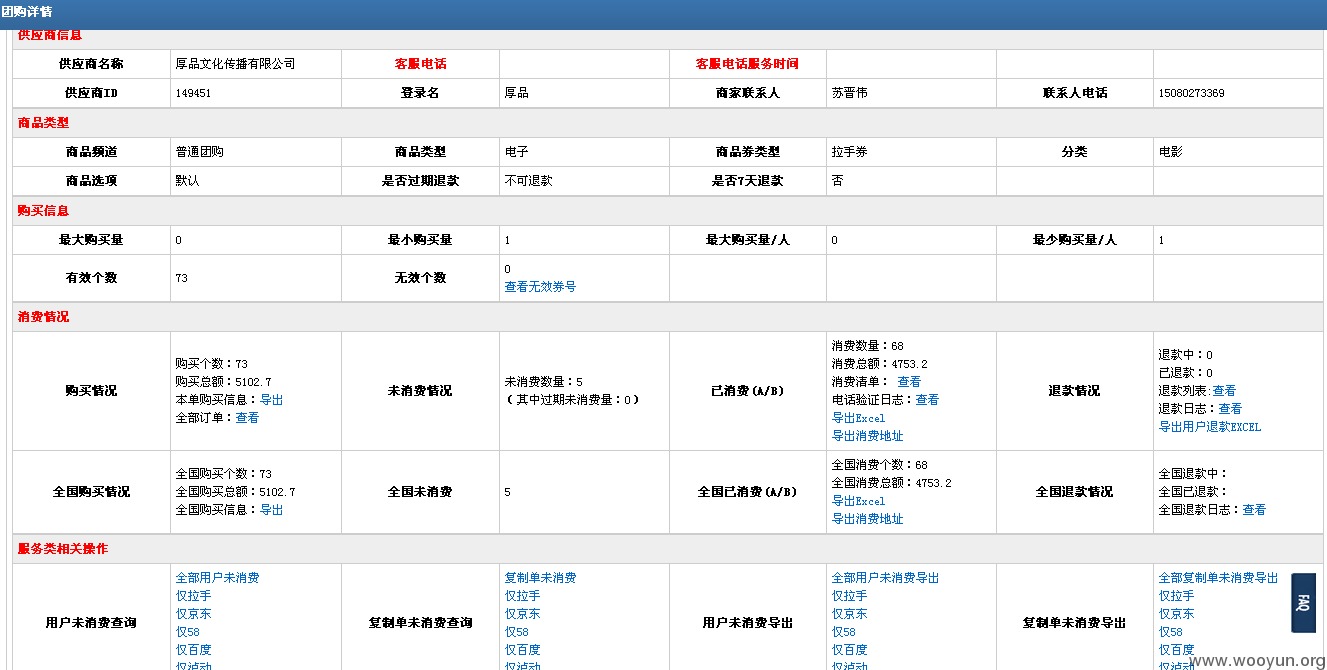 团购详情
供应商信息
供应商名称 厚品文化传播有限公司 客服电话 客服电话服务时间
供应商ID 149451 登录名 厚品 商家联系人 苏晋伟 联系人电话 15080273369
商品类型
商品频道 普通团购 商品类型 电子 商品券类型 拉手券 分类 电影
商品选项 默认 是否过期退款 不可退款 是否7天退款 否
购买信息
最大购买量 0 最小购买量 1 最大购买量/人 0 最少购买量/人 1
有效个数 73 无效个数 0
查看无效券号
消费情况
购买情况
购买个数：73
购买总额：5102.7
本单购买信息：导出
全部订单：查看
未消费情况
未消费数量：5
（其中过期未消费量：0）
已消费(A/B)
消费数量：68
消费总额：4753.2
消费清单： 查看
电话验证日志：查看
导出Excel
导出消费地址
退款情况
退款中：0
已退款：0
退款列表:查看
退款日志：查看
导出用户退款EXCEL
全国购买情况
全国购买个数：73
全国购买总额：5102.7
全国购买信息：导出
全国未消费 5
全国已消费(A/B)
全国消费个数：68
全国消费总额：4753.2
导出Excel
导出消费地址
全国退款情况
全国退款中：
全国已退款：
全国退款日志：查看
服务类相关操作
用户未消费查询
全部用户未消费
仅拉手
仅京东
仅58
仅百度
复制单未消费查询
复制单未消费
仅拉手
仅京东
仅58
仅百度
用户未消费导出
全部用户未消费导出
仅拉手
仅京东
仅58
仅百度
复制单未消费导出
全部复制单未消费导出
仅拉手
仅京东
仅58
仅百度
FAQ
www.wooyun.org